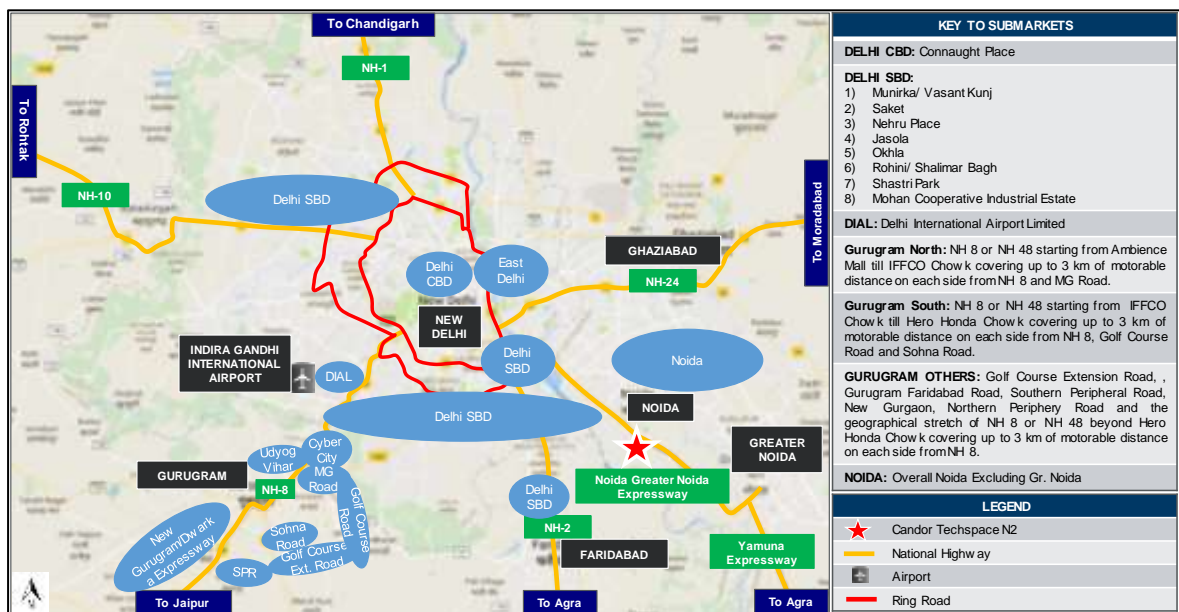 To Chandigarh
NH-1
To Rohtak
NH-10
Delhi SBD
To Moradabad
GHAZIABAD
NH-24
Delhi
CBD
East
Delhi
New Delhi
NEW
DELHI
INDIRA GANDHI
INTERNATIONAL
AIRPORT
DIAL
Delhi
SBD
Noida
NOIDA
Delhi SBD
GREATER
NOIDA
Noida Greater Noida
Expressway
Cyber
City
Udyog
Vihar
GURUGRAM
NH-8
MG
Road
Golf Course
Road
Sohna
Road
Golf Course
Ext. Road
SPR
New
Gurugram/Dwark
a Expressway
Delhi
SBD
NH-2
FARIDABAD
Yamuna
Expressway
To Jaipur
To Agra
To Agra
KEY TO SUBMARKETS
DELHI CBD: Connaught Place
DELHI SBD:
1) Munirka/ Vasant Kunj
2) Saket
3) Nehru Place
4) Jasola
5) Okhla
6) Rohini/ Shalimar Bagh
7) Shastri Park
8) Mohan Cooperative Industrial Estate
DIAL: Delhi International Airport Limited
Gurugram North: NH 8 or NH 48 starting from Ambience
Mall till IFFCO Chowk covering up to 3 km of motorable
distance on each side from NH 8 and MG Road.
Gurugram South: NH 8 or NH 48 starting from IFFCO
Chowk till Hero Honda Chowk covering up to 3 km of
motorable distance on each side from NH 8, Golf Course
Road and Sohna Road.
GURUGRAM OTHERS: Golf Course Extension Road, ,
Gurugram Faridabad Road, Southern Peripheral Road,
New Gurgaon, Northern Periphery Road and the
geographical stretch of NH 8 or NH 48 beyond Hero
Honda Chowk covering up to 3 km of motorable distance
on each side from NH 8.
NOIDA: Overall Noida Excluding Gr. Noida
LEGEND
Candor Techspace N2
National Highway
Airport
Ring Road